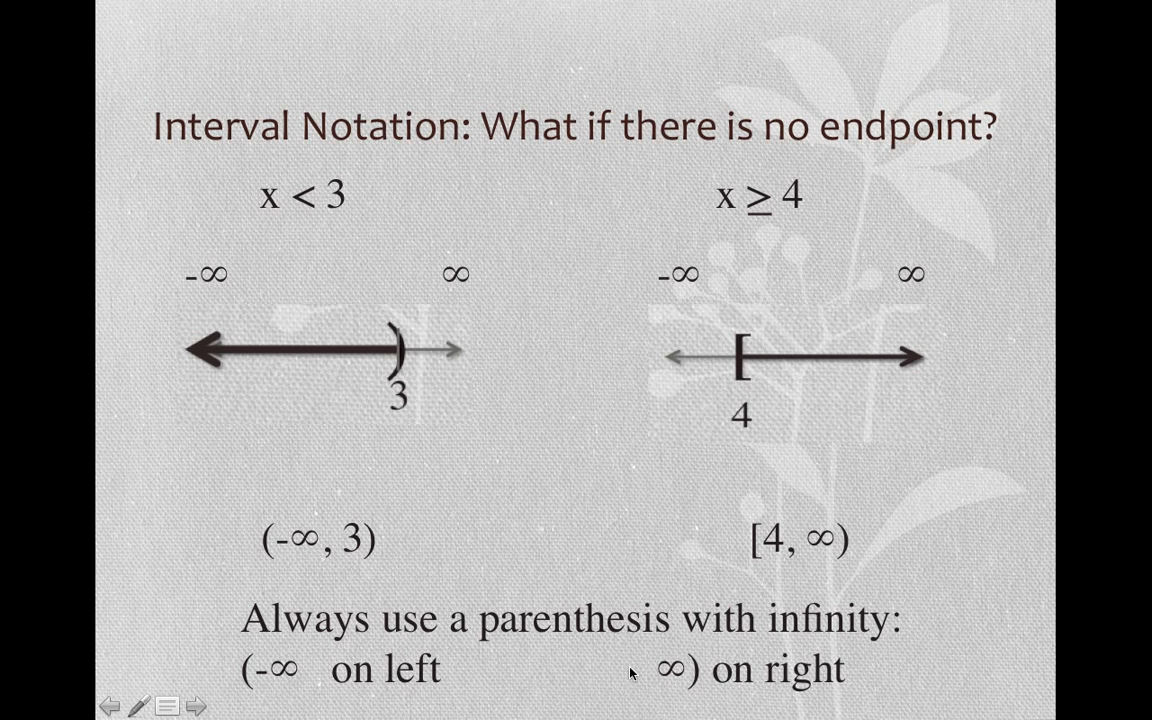 Interval Notation: What if there is no endpoint?
x < 3 x ≥ 4
-∞ ∞ -∞ ∞
) [
3 4
(-∞, 3) [4, ∞)
Always use a parenthesis with infinity:
(-∞ on left ∞) on right